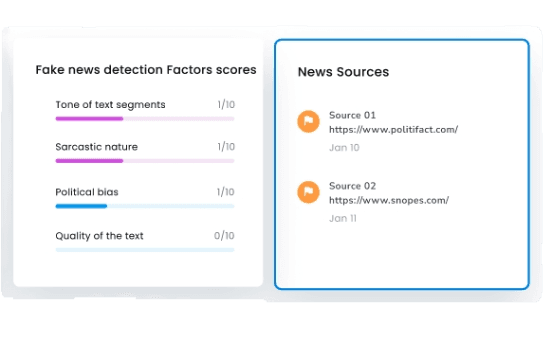 Fake news detection Factors scores
Tone of text segments 1/10
Sarcastic nature 1/10
Political bias 1/10
Quality of the text 0/10
News Sources
Source 01
https://www.politifact.com/
Jan 10
Source 02
https://www.snopes.com/
Jan 11